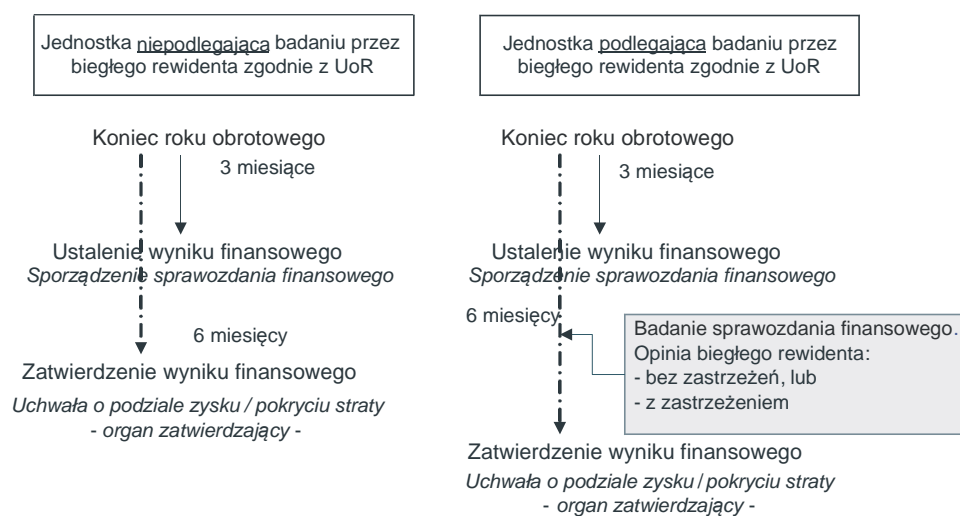 Jednostka niepodlegająca badaniu przez
biegłego rewidenta zgodnie z UoR
Koniec roku obrotowego
3 miesiące
Ustalenie wyniku finansowego
Sporządzenie sprawozdania finansowego
6 miesięcy
Zatwierdzenie wyniku finansowego
Uchwała o podziale zysku / pokryciu straty
- organ zatwierdzający -
Jednostka podlegająca badaniu przez
biegłego rewidenta zgodnie z UoR
Koniec roku obrotowego
3 miesiące
Ustalenie wyniku finansowego
Sporządzenie sprawozdania finansowego
6 miesięcy
Badanie sprawozdania finansowego.
Opinia biegłego rewidenta:
- bez zastrzeżeń, lub
- z zastrzeżeniem
Zatwierdzenie wyniku finansowego
Uchwała o podziale zysku / pokryciu straty
- organ zatwierdzający -